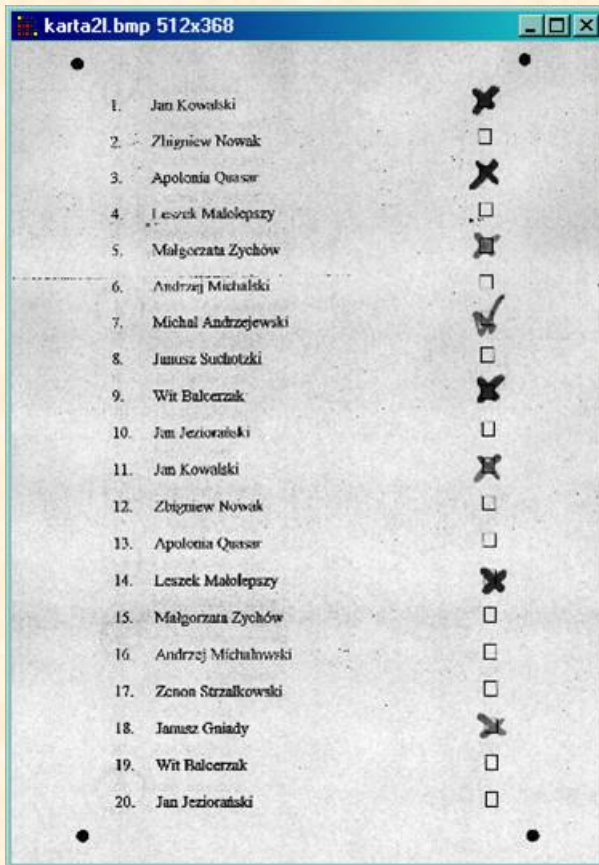 karta2l.bmp 512x368
1. Jan Kowalski
2. Zbigniew Nowak
3. Apolonia Quasar
4. Leszek Malolepszy
5. Małgorzata Zychów
6. Andrzej Michalski
7. Michal Andrzejewski
8. Janusz Suchotzki
9. Wit Balcerzak
10. Jan Jeziorański
11. Jan Kowalski
12. Zbigniew Nowak
13. Apolonia Quasar
14. Leszek Małolepszy
15. Małgorzata Zychów
16. Andrzej Michałowski
17. Zenon Strzałkowski
18. Janusz Gniady
19. Wit Balcerzak
20. Jan Jeziorański